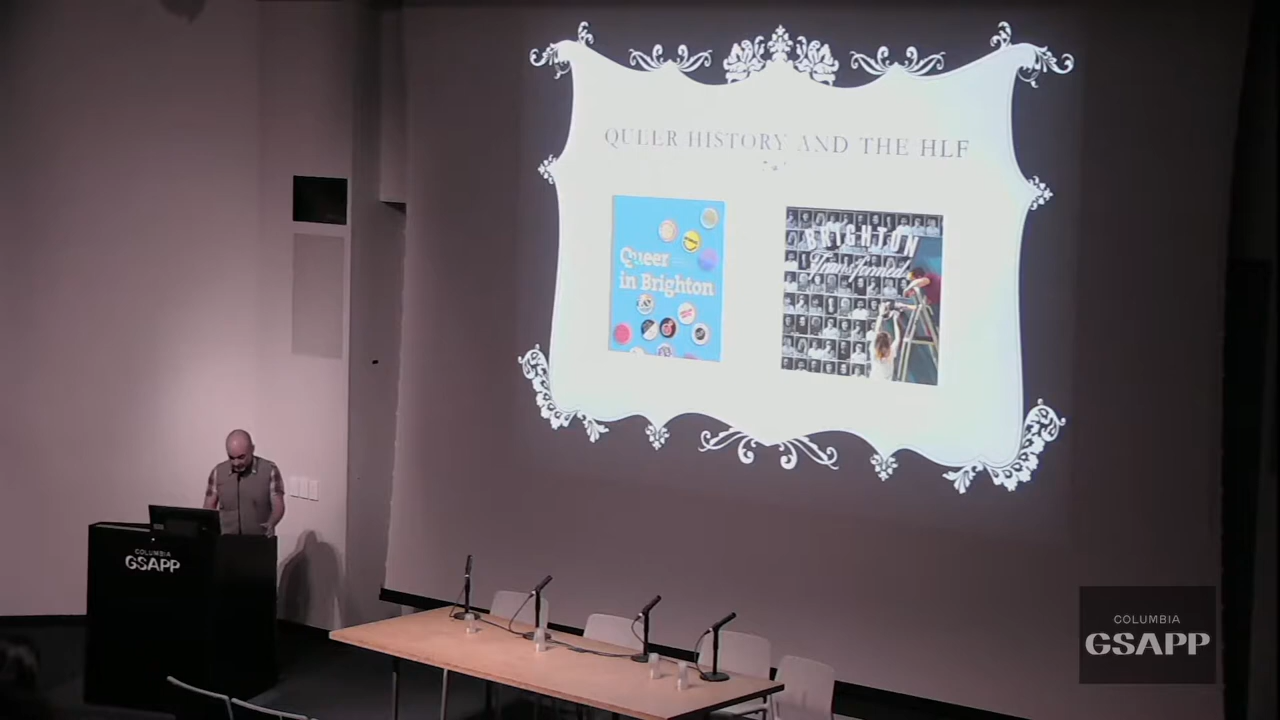 QUEER HISTORY AND THE HLF
Queer
in Brighton
BRIGHTON
Transformed
COLUMBIA
GSAPP
COLUMBIA
GSAPP